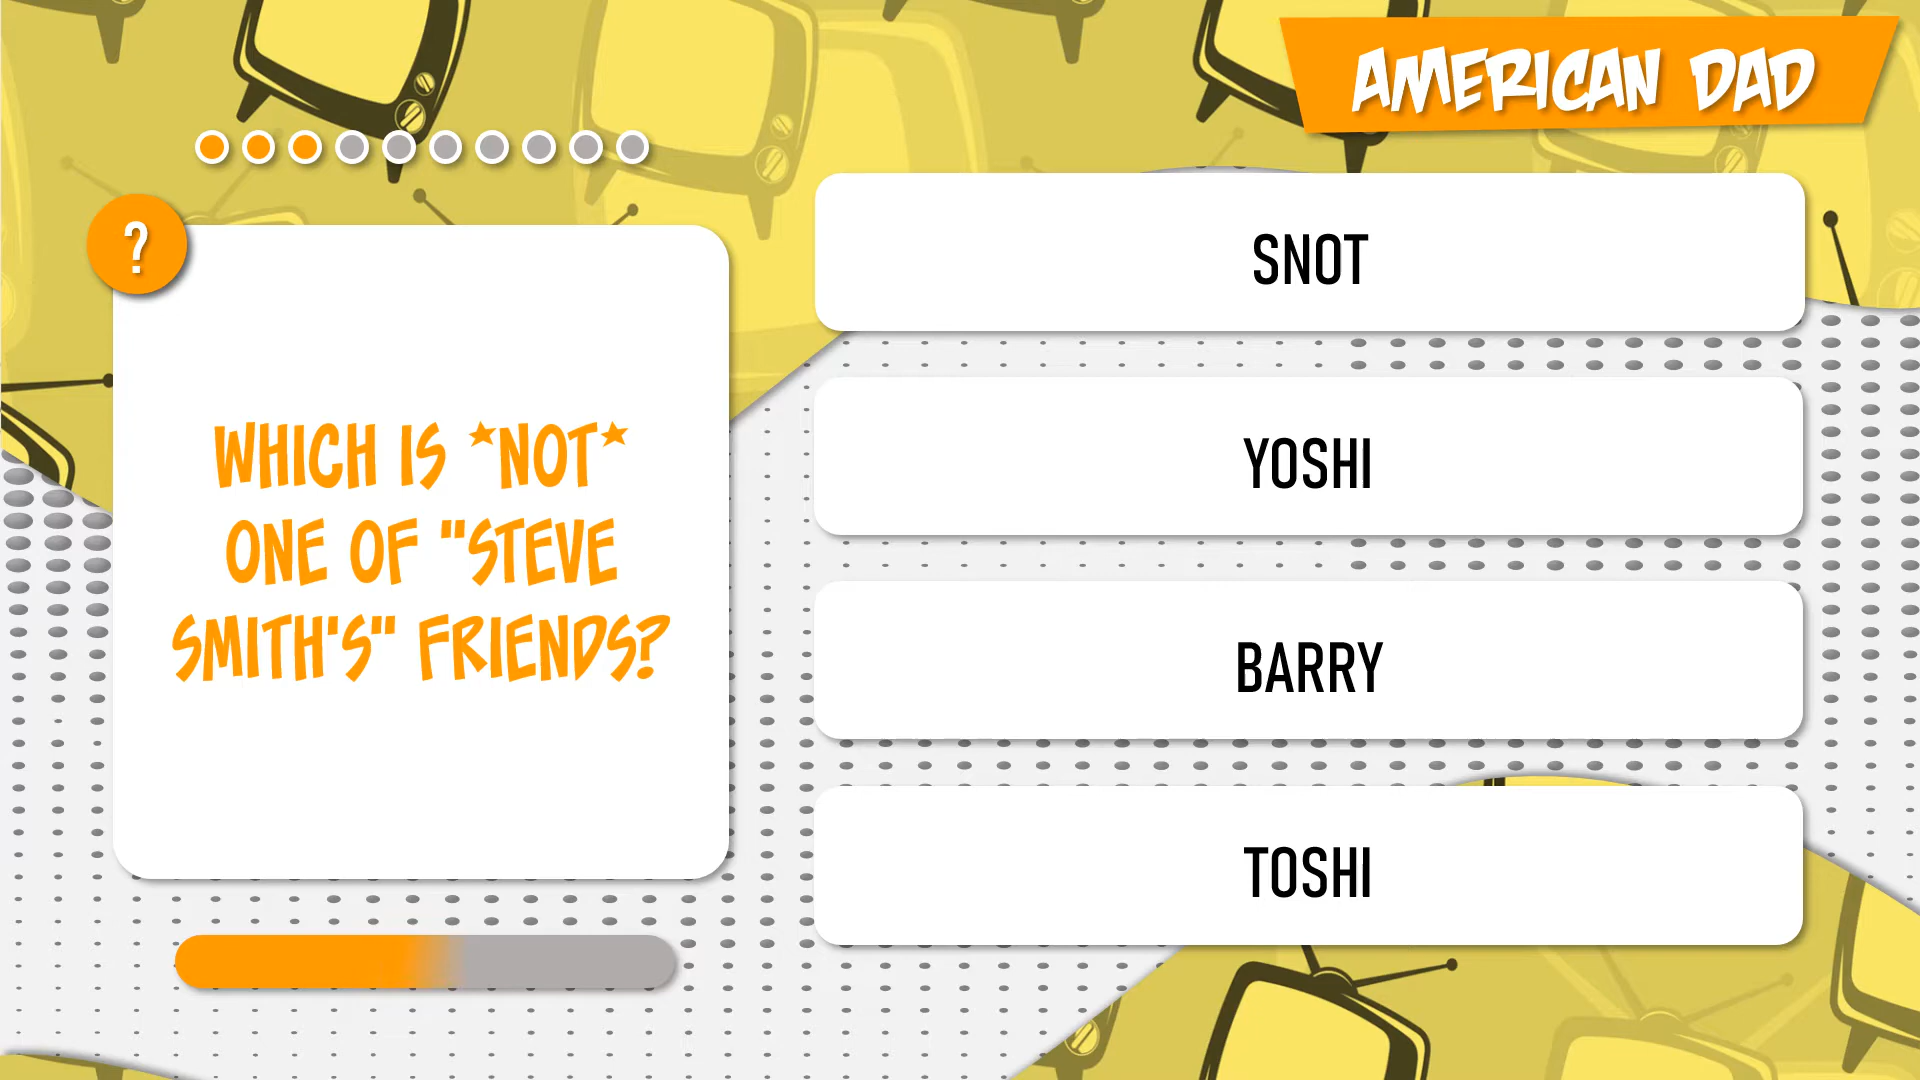 AMERICAN DAD
?
WHICH IS *NOT*
ONE OF "STEVE
SMITH'S" FRIENDS?
SNOT
YOSHI
BARRY
TOSHI